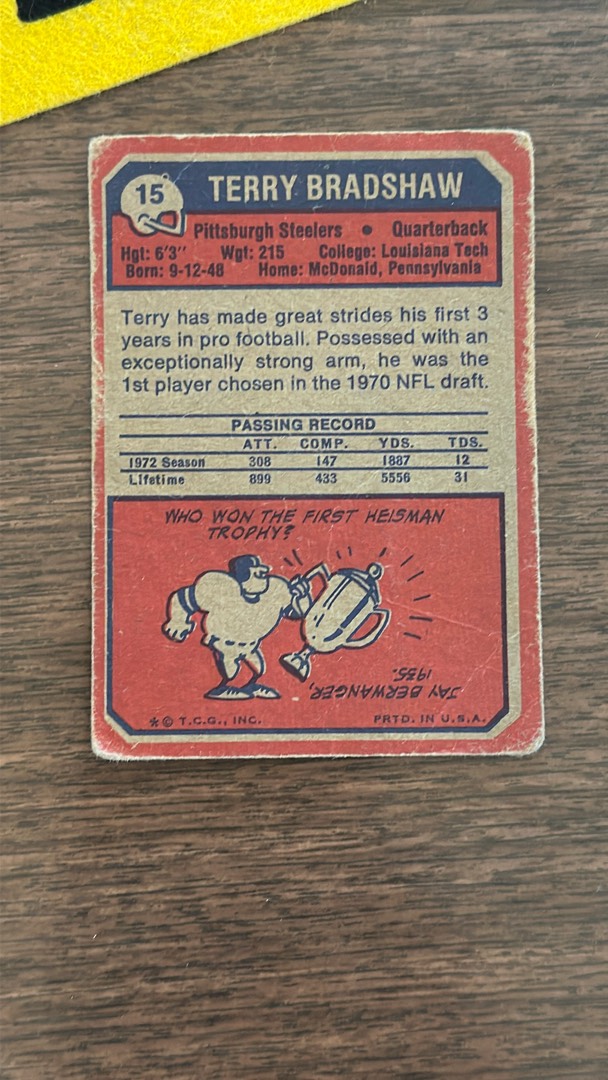 15
TERRY BRADSHAW
Pittsburgh Steelers • Quarterback
Hgt: 6'3" Wgt: 215 College: Louisiana Tech
Born: 9-12-48 Home: McDonald, Pennsylvania
Terry has made great strides his first 3
years in pro football. Possessed with an
exceptionally strong arm, he was the
1st player chosen in the 1970 NFL draft.
PASSING RECORD
ATT. COMP. YDS. TDS.
1972 Season 308 147 1887 12
Lifetime 899 433 5556 31
WHO WON THE FIRST HEISMAN
TROPHY?
JAY BERWANGER,
1935.
*© T.C.G., INC. PRTD. IN U.S.A.